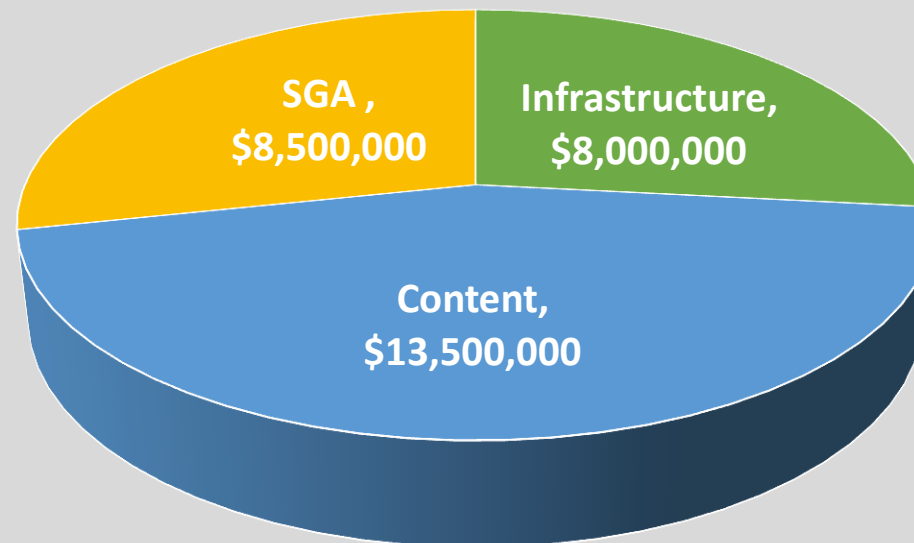 SGA ,
$8,500,000
Infrastructure,
$8,000,000
Content,
$13,500,000